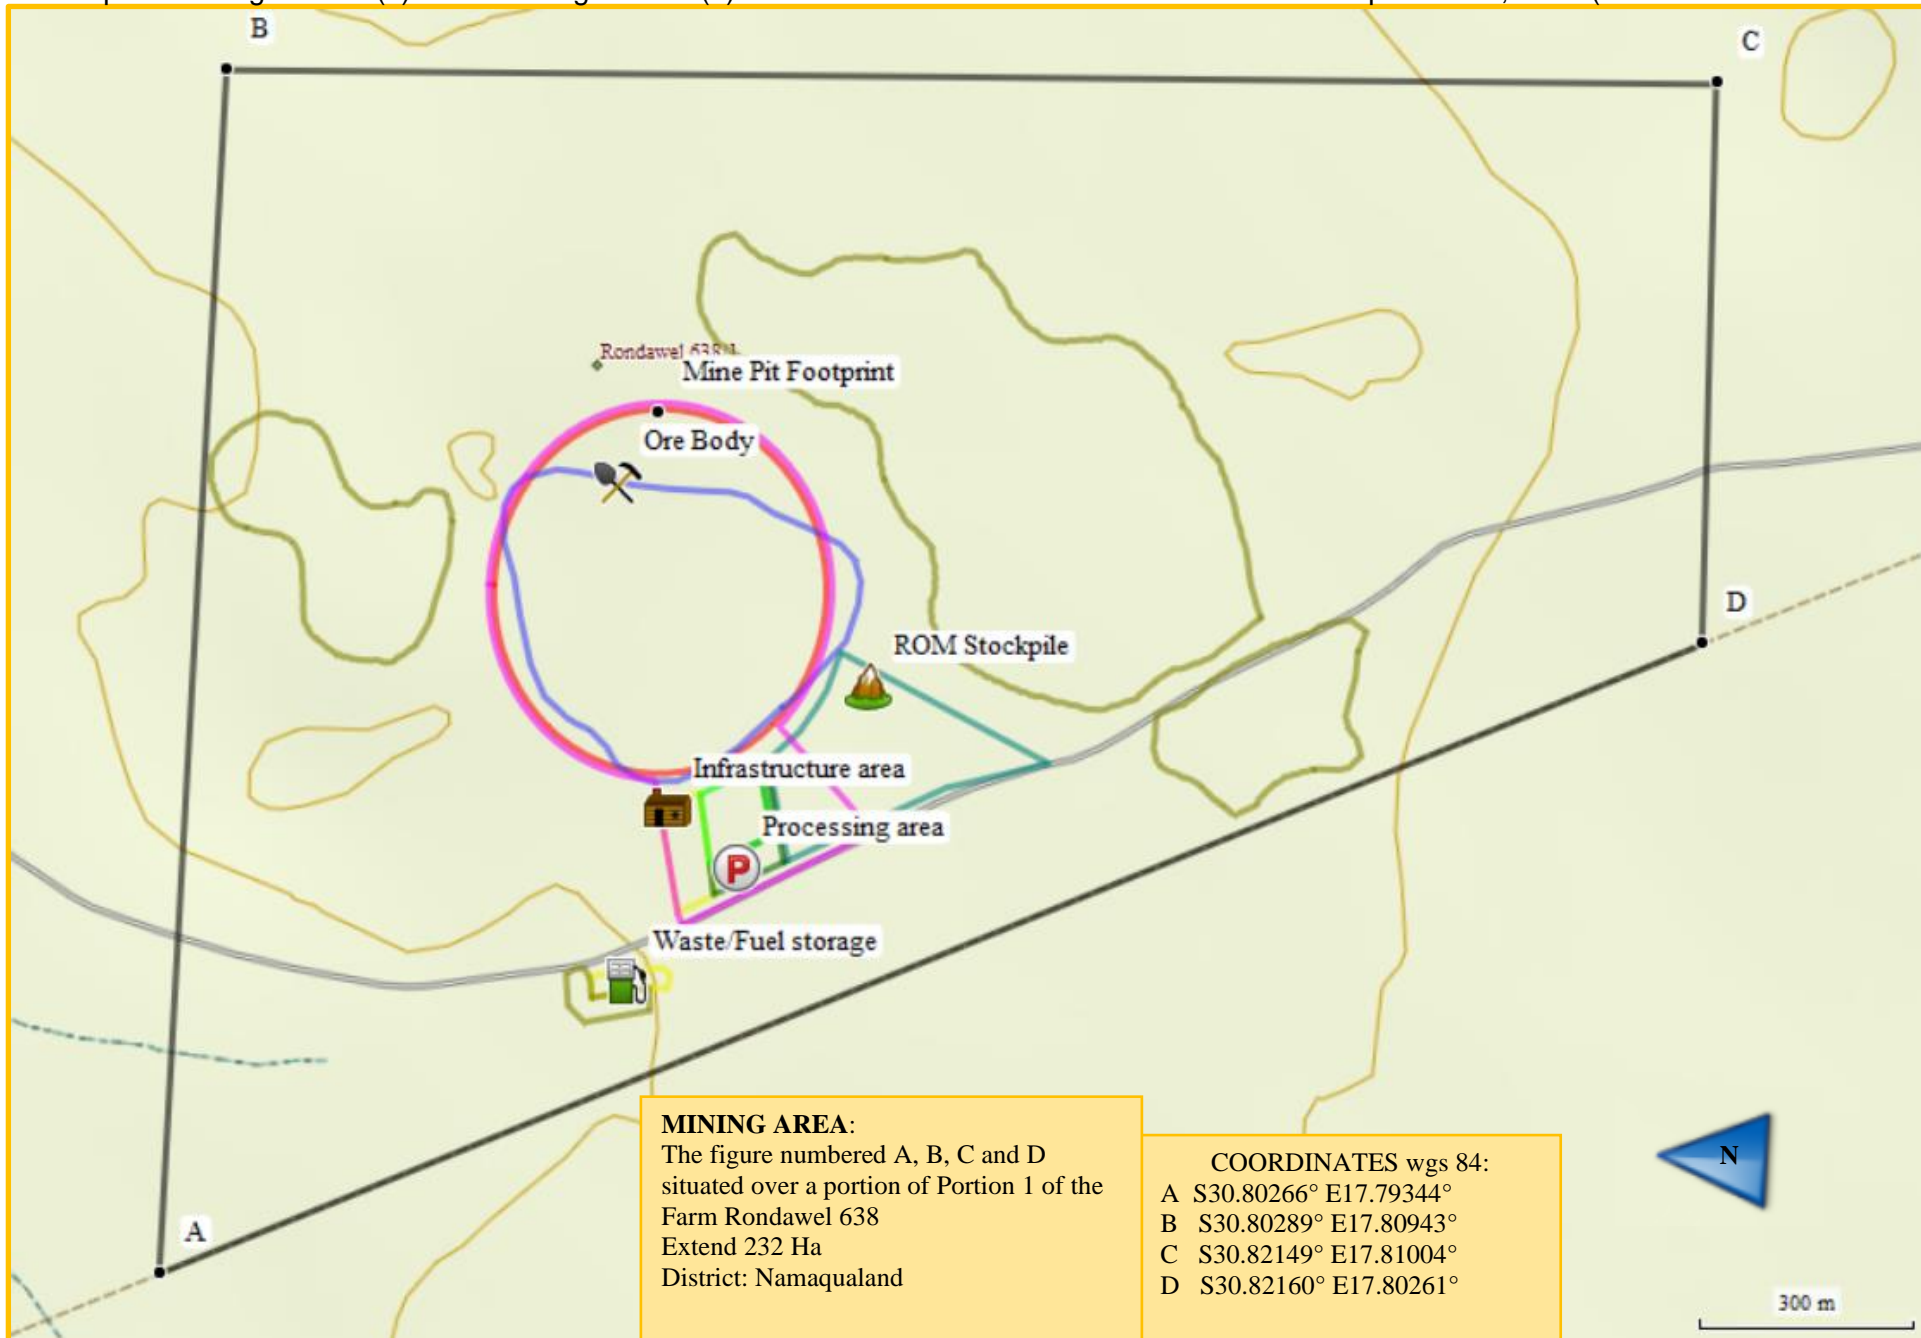 B
C
Rondawel 638/1
Mine Pit Footprint
Ore Body
D
ROM Stockpile
Infrastructure area
Processing area
P
Waste/Fuel storage
A
MINING AREA:
The figure numbered A, B, C and D
situated over a portion of Portion 1 of the
Farm Rondawel 638
Extend 232 Ha
District: Namaqualand
COORDINATES wgs 84:
A S30.80266° E17.79344°
B S30.80289° E17.80943°
C S30.82149° E17.81004°
D S30.82160° E17.80261°
N
300 m